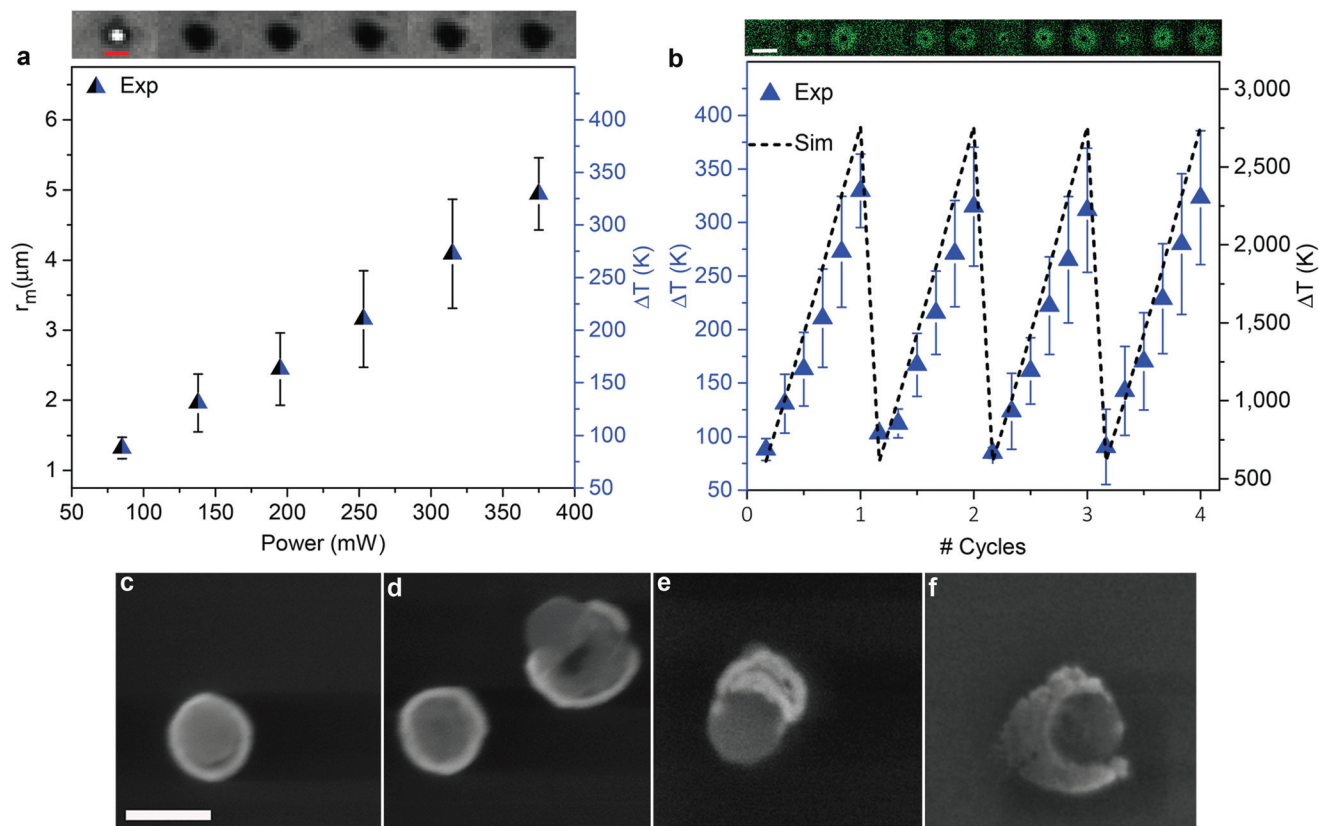 a
Exp
r_m(μm)
6
5
4
3
2
1
400
350
300
250
200
150
100
50
ΔT (K)
50 100 150 200 250 300 350 400
Power (mW)
b
Exp
Sim
ΔT (K)
400
350
300
250
200
150
100
50
3,000
2,500
2,000
1,500
1,000
500
ΔT (K)
0 1 2 3 4
# Cycles
c d e f